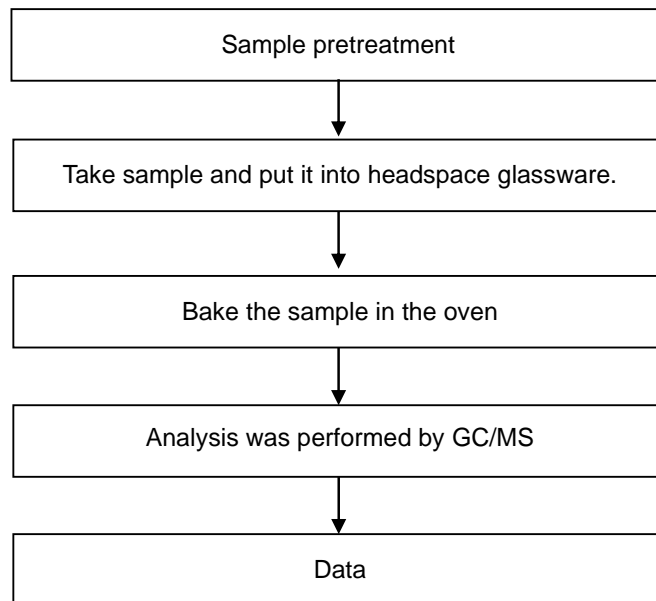 Sample pretreatment
Take sample and put it into headspace glassware.
Bake the sample in the oven
Analysis was performed by GC/MS
Data